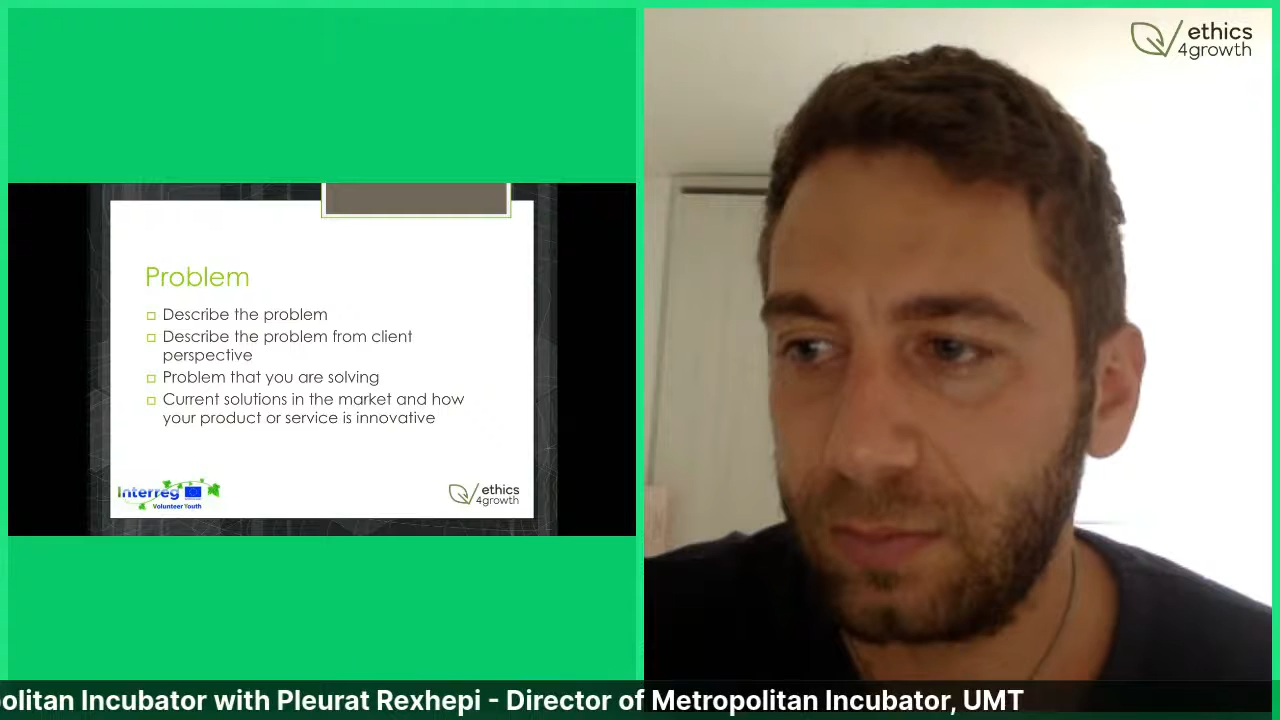 ethics
4growth
Problem
Describe the problem
Describe the problem from client
perspective
Problem that you are solving
Current solutions in the market and how
your product or service is innovative
Interreg
Volunteer Youth
ethics
4growth
olitan Incubator with Pleurat Rexhepi - Director of Metropolitan Incubator, UMT